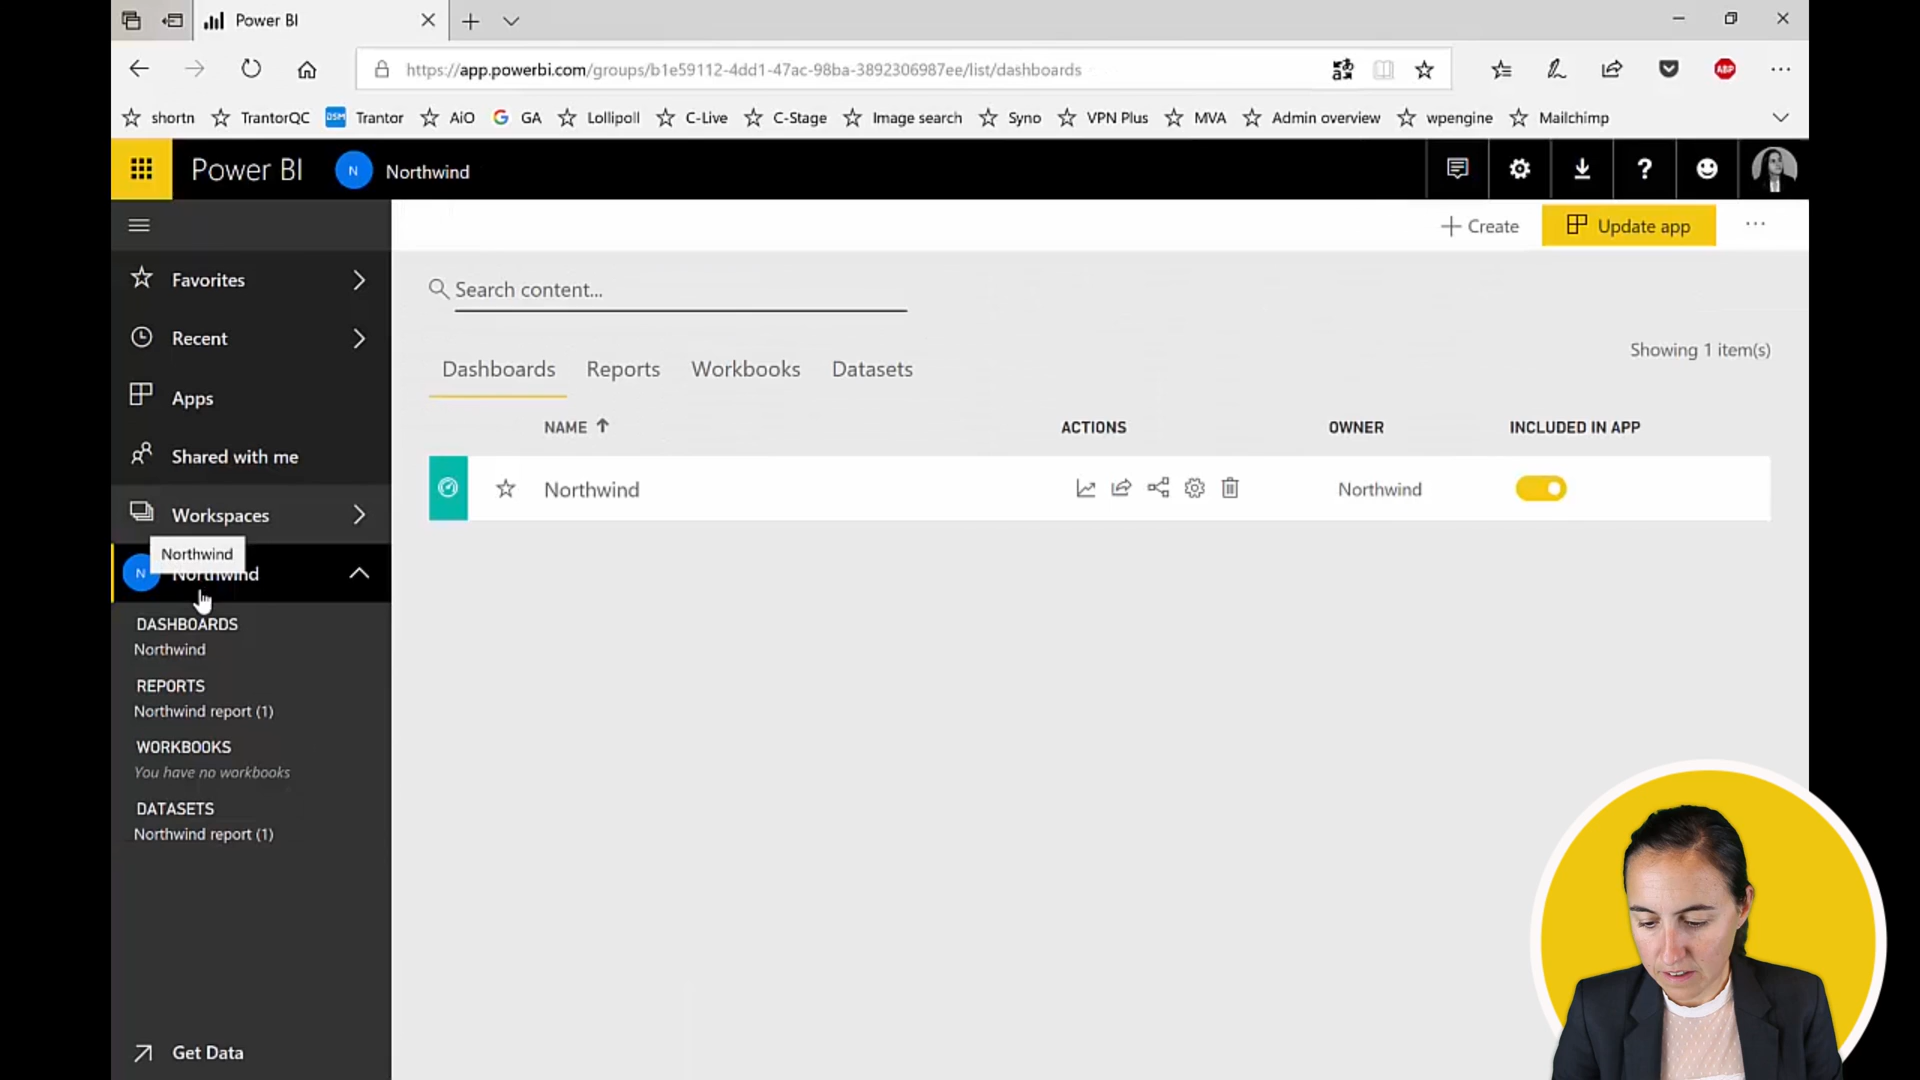 Power BI
https://app.powerbi.com/groups/b1e59112-4dd1-47ac-98ba-3892306987ee/list/dashboards
ABP
shortn TrantorQC DSM Trantor AiO G GA Lollipoll C-Live C-Stage Image search Syno VPN Plus MVA Admin overview wpengine Mailchimp
Power BI N Northwind ?
+ Create Update app ...
Favorites
Search content...
Recent
Showing 1 item(s)
Dashboards Reports Workbooks Datasets
Apps
NAME ACTIONS OWNER INCLUDED IN APP
Shared with me
Northwind Northwind
Workspaces
Northwind
N Northwind
DASHBOARDS
Northwind
REPORTS
Northwind report (1)
WORKBOOKS
You have no workbooks
DATASETS
Northwind report (1)
Get Data